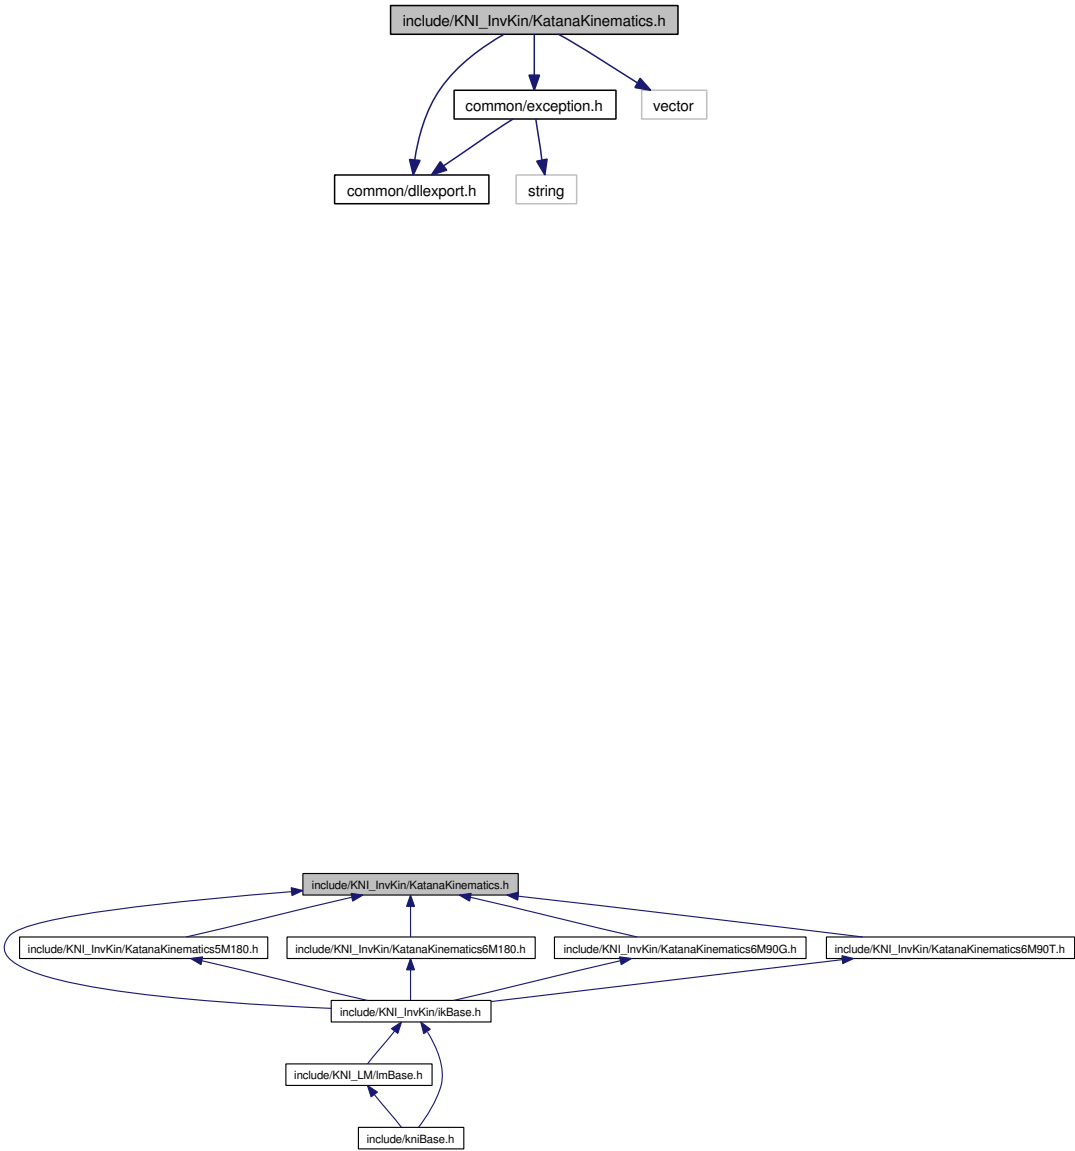 include/KNI_InvKin/KatanaKinematics.h
common/exception.h
vector
common/dllexport.h
string
include/KNI_InvKin/KatanaKinematics.h
include/KNI_InvKin/KatanaKinematics5M180.h
include/KNI_InvKin/KatanaKinematics6M180.h
include/KNI_InvKin/KatanaKinematics6M90G.h
include/KNI_InvKin/KatanaKinematics6M90T.h
include/KNI_InvKin/ikBase.h
include/KNI_LM/lmBase.h
include/kniBase.h